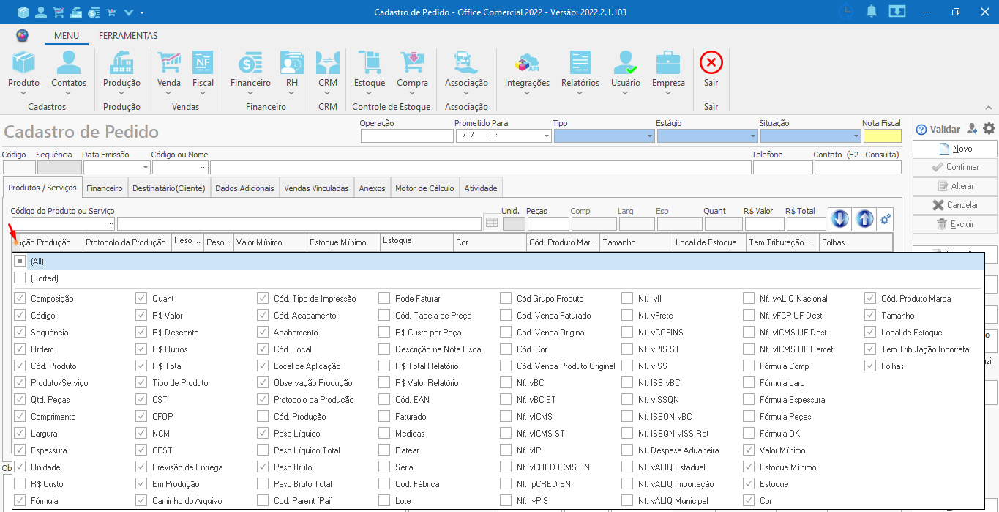 Cadastro de Pedido - Office Comercial 2022 - Versão: 2022.2.1.103
MENU FERRAMENTAS
Produto Contatos Produção Venda Fiscal Financeiro RH CRM Estoque Compra Associação Integrações Relatórios Usuário Empresa Sair
Cadastros Produção Vendas Financeiro CRM Controle de Estoque Associação Sair
Cadastro de Pedido
Operação Prometido Para Tipo Estágio Situação Nota Fiscal
/ / : :
Validar
Código Sequência Data Emissão Código ou Nome Telefone Contato (F2 - Consulta)
Novo
Confirmar
Alterar
Cancelar
Excluir
Produtos / Serviços Financeiro Destinatário(Cliente) Dados Adicionais Vendas Vinculadas Anexos Motor de Cálculo Atividade
Código do Produto ou Serviço Unid. Peças Comp Larg Esp Quant R$ Valor R$ Total
ção Produção Protocolo da Produção Peso ... Peso... Valor Mínimo Estoque Mínimo Estoque Cor Cód. Produto Mar... Tamanho Local de Estoque Tem Tributação I... Folhas
(All)
(Sorted)
Composição Quant Cód. Tipo de Impressão Pode Faturar Cód Grupo Produto Nf. vII Nf. vALIQ Nacional Cód. Produto Marca
Código R$ Valor Cód. Acabamento Cód. Tabela de Preço Cód. Venda Faturado Nf. vFrete Nf. vFCP UF Dest Tamanho
Sequência R$ Desconto Acabamento R$ Custo por Peça Cód. Venda Original Nf. vCOFINS Nf. vICMS UF Dest Local de Estoque
Ordem R$ Outros Cód. Local Descrição na Nota Fiscal Cód. Cor Nf. vPIS ST Nf. vICMS UF Remet Tem Tributação Incorreta
Cód. Produto R$ Total Local de Aplicação R$ Total Relatório Cód. Venda Produto Original Nf. vISS Fórmula Comp Folhas
Produto/Serviço Tipo de Produto Observação Produção R$ Valor Relatório Nf. vBC Nf. ISS vBC Fórmula Larg
Qtd. Peças CST Protocolo da Produção Cód. EAN Nf. vBC ST Nf. vISSQN Fórmula Espessura
Comprimento CFOP Cód. Produção Faturado Nf. vICMS Nf. ISSQN vBC Fórmula Peças
Largura NCM Peso Líquido Medidas Nf. vICMS ST Nf. ISSQN vISS Ret Fórmula OK
Espessura CEST Peso Líquido Total Ratear Nf. vIPI Nf. Despesa Aduaneira Valor Mínimo
Unidade Previsão de Entrega Peso Bruto Serial Nf. vCRED ICMS SN Nf. vALIQ Estadual Estoque Mínimo
R$ Custo Em Produção Peso Bruto Total Cód. Fábrica Nf. pCRED SN Nf. vALIQ Importação Estoque
Fórmula Caminho do Arquivo Cod. Parent (Pai) Lote Nf. vPIS Nf. vALIQ Municipal Cor